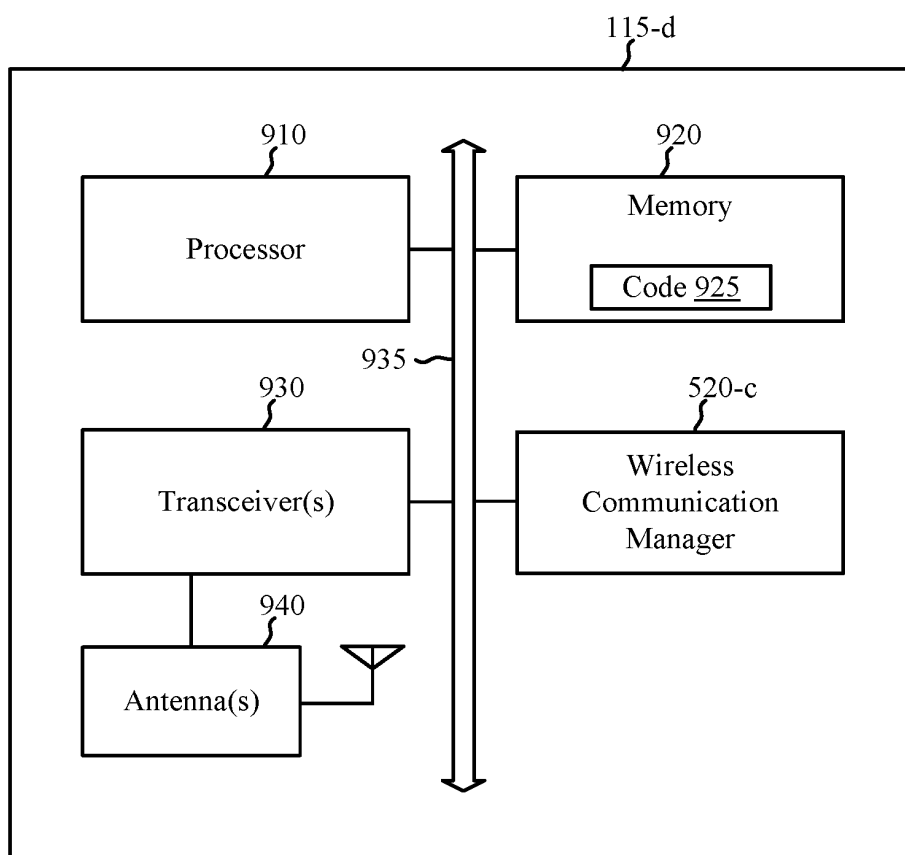 115-d
910
920
Processor
Memory
Code 925
935
930
520-c
Transceiver(s)
Wireless
Communication
Manager
940
Antenna(s)